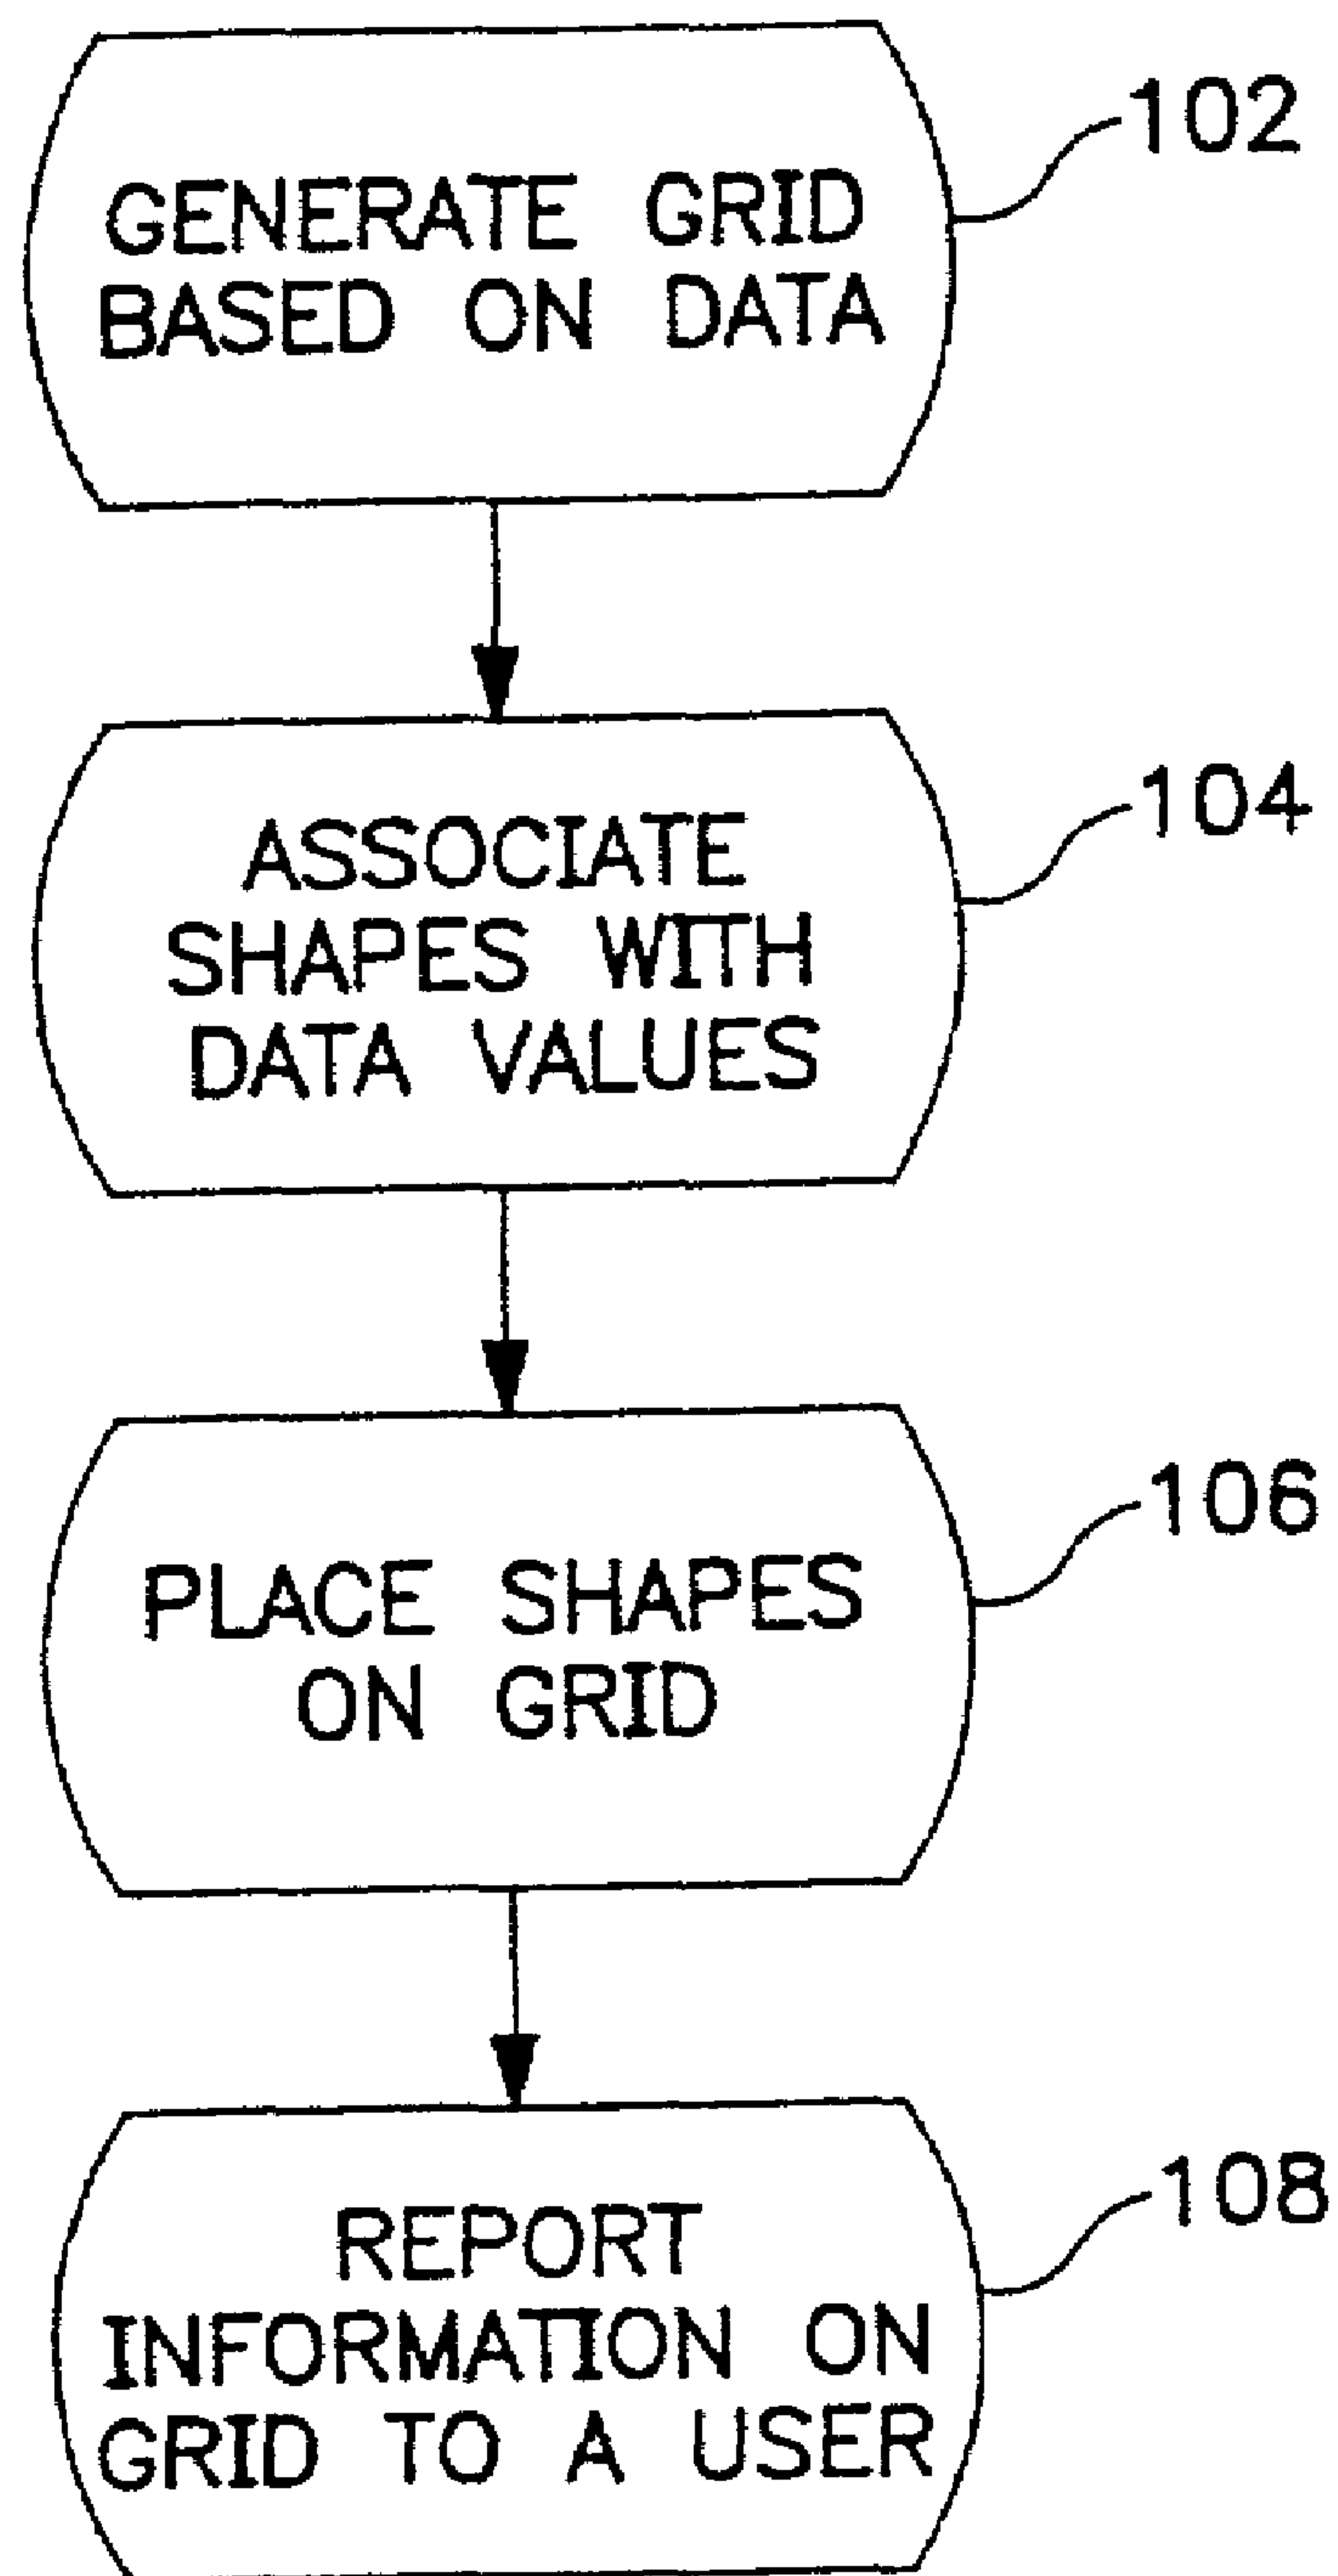 102
GENERATE GRID
BASED ON DATA
104
ASSOCIATE
SHAPES WITH
DATA VALUES
106
PLACE SHAPES
ON GRID
108
REPORT
INFORMATION ON
GRID TO A USER